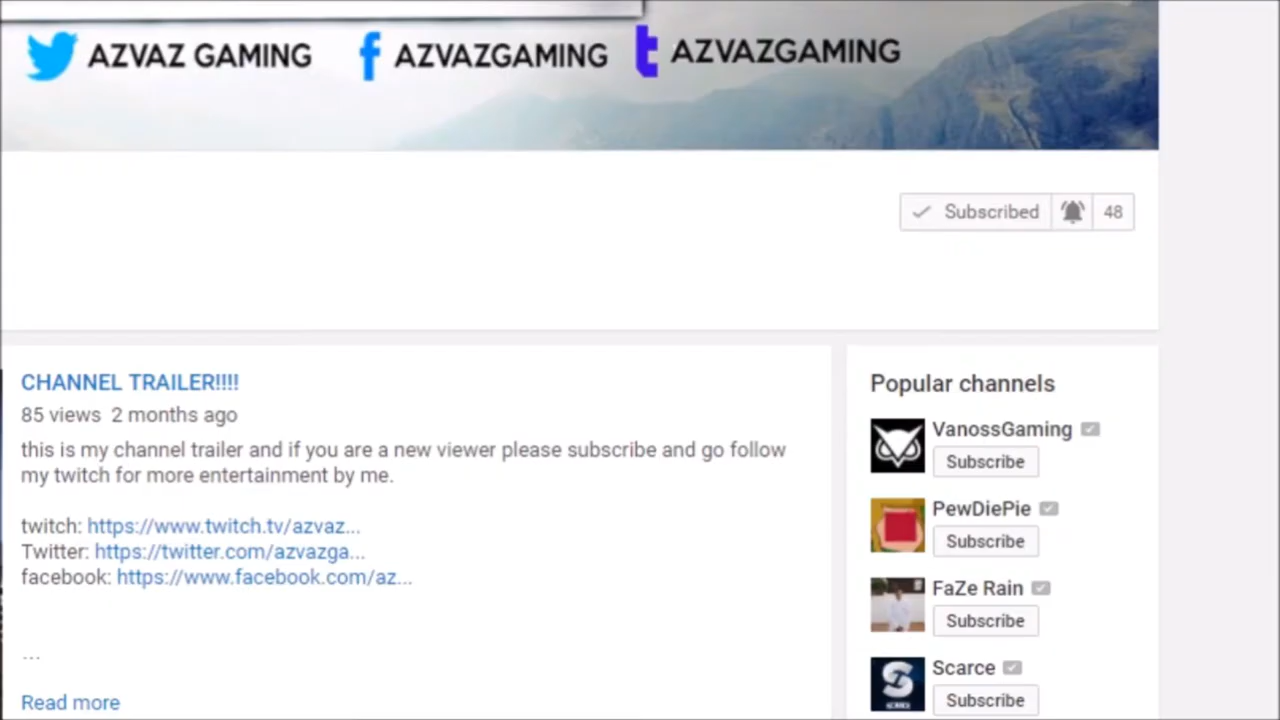 AZVAZ GAMING AZVAZGAMING AZVAZGAMING
Subscribed 48
CHANNEL TRAILER!!!!
85 views 2 months ago
this is my channel trailer and if you are a new viewer please subscribe and go follow
my twitch for more entertainment by me.
twitch: https://www.twitch.tv/azvaz...
Twitter: https://twitter.com/azvazga...
facebook: https://www.facebook.com/az...
...
Read more
Popular channels
VanossGaming
Subscribe
PewDiePie
Subscribe
FaZe Rain
Subscribe
Scarce
Subscribe